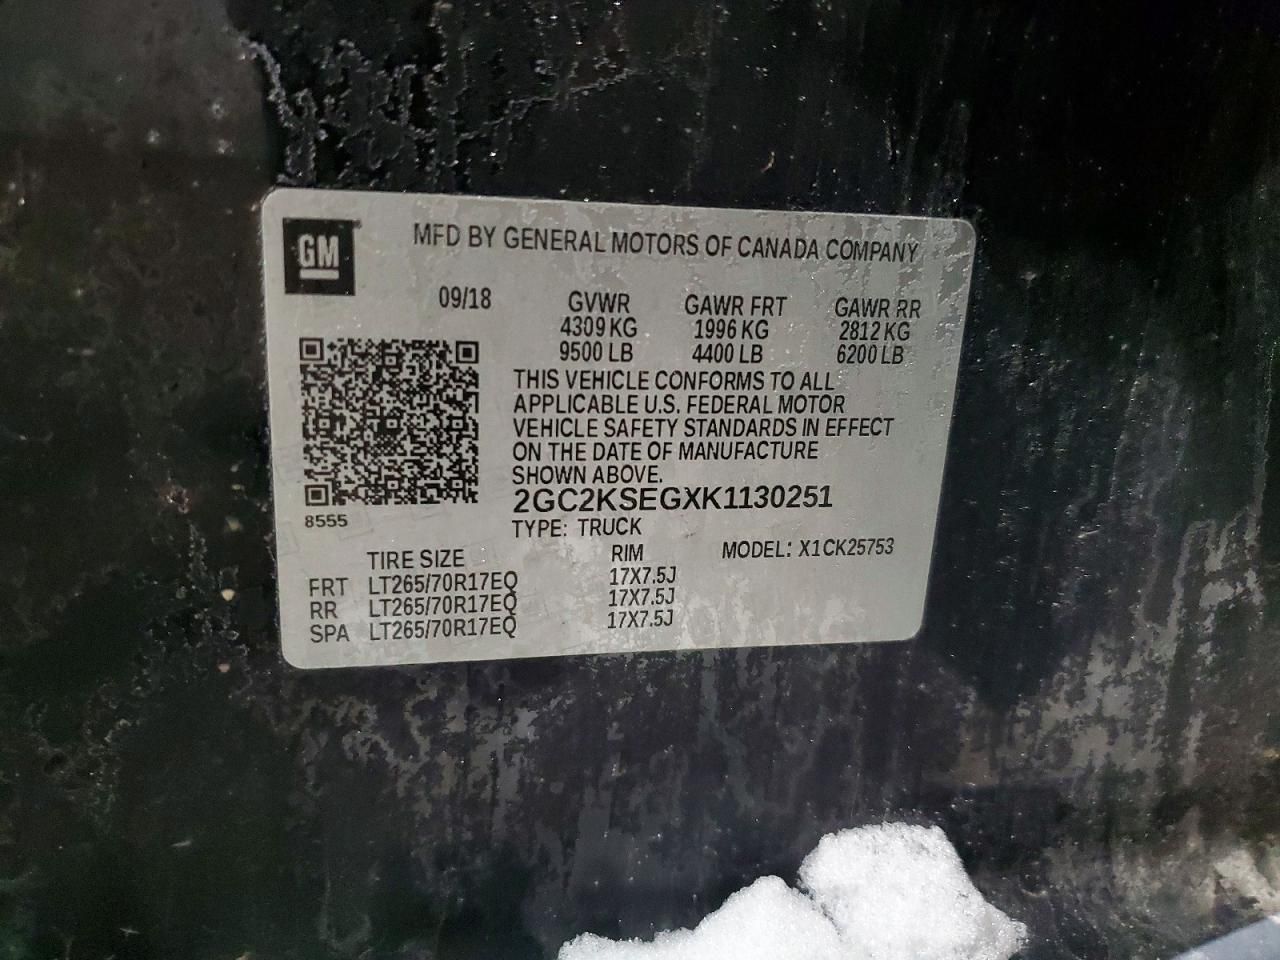 GM
MFD BY GENERAL MOTORS OF CANADA COMPANY
09/18 GVWR GAWR FRT GAWR RR
4309 KG 1996 KG 2812 KG
9500 LB 4400 LB 6200 LB
THIS VEHICLE CONFORMS TO ALL
APPLICABLE U.S. FEDERAL MOTOR
VEHICLE SAFETY STANDARDS IN EFFECT
ON THE DATE OF MANUFACTURE
SHOWN ABOVE.
2GC2KSEGXK1130251
8555
TYPE: TRUCK
TIRE SIZE RIM MODEL: X1CK25753
FRT LT265/70R17EQ 17X7.5J
RR LT265/70R17EQ 17X7.5J
SPA LT265/70R17EQ 17X7.5J